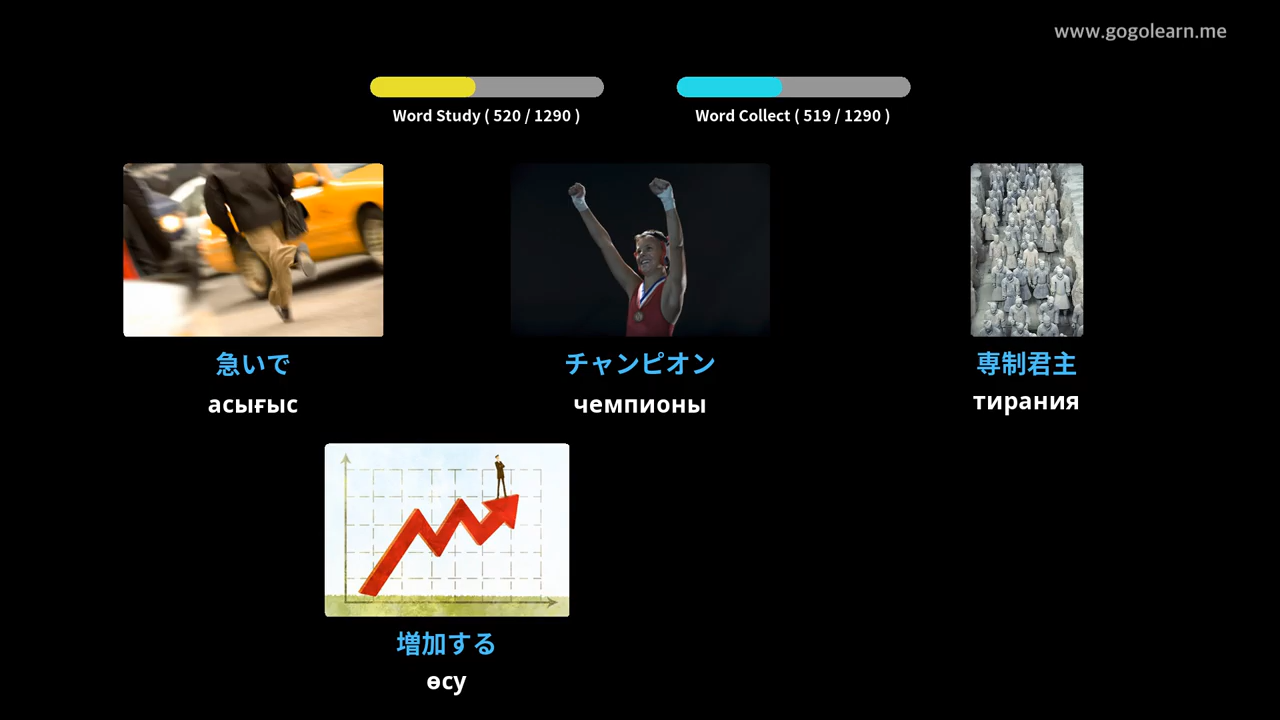 www.gogolearn.me
Word Study ( 520 / 1290 )
Word Collect ( 519 / 1290 )
急いで
асығыс
チャンピオン
чемпионы
専制君主
тирания
増加する
өсу